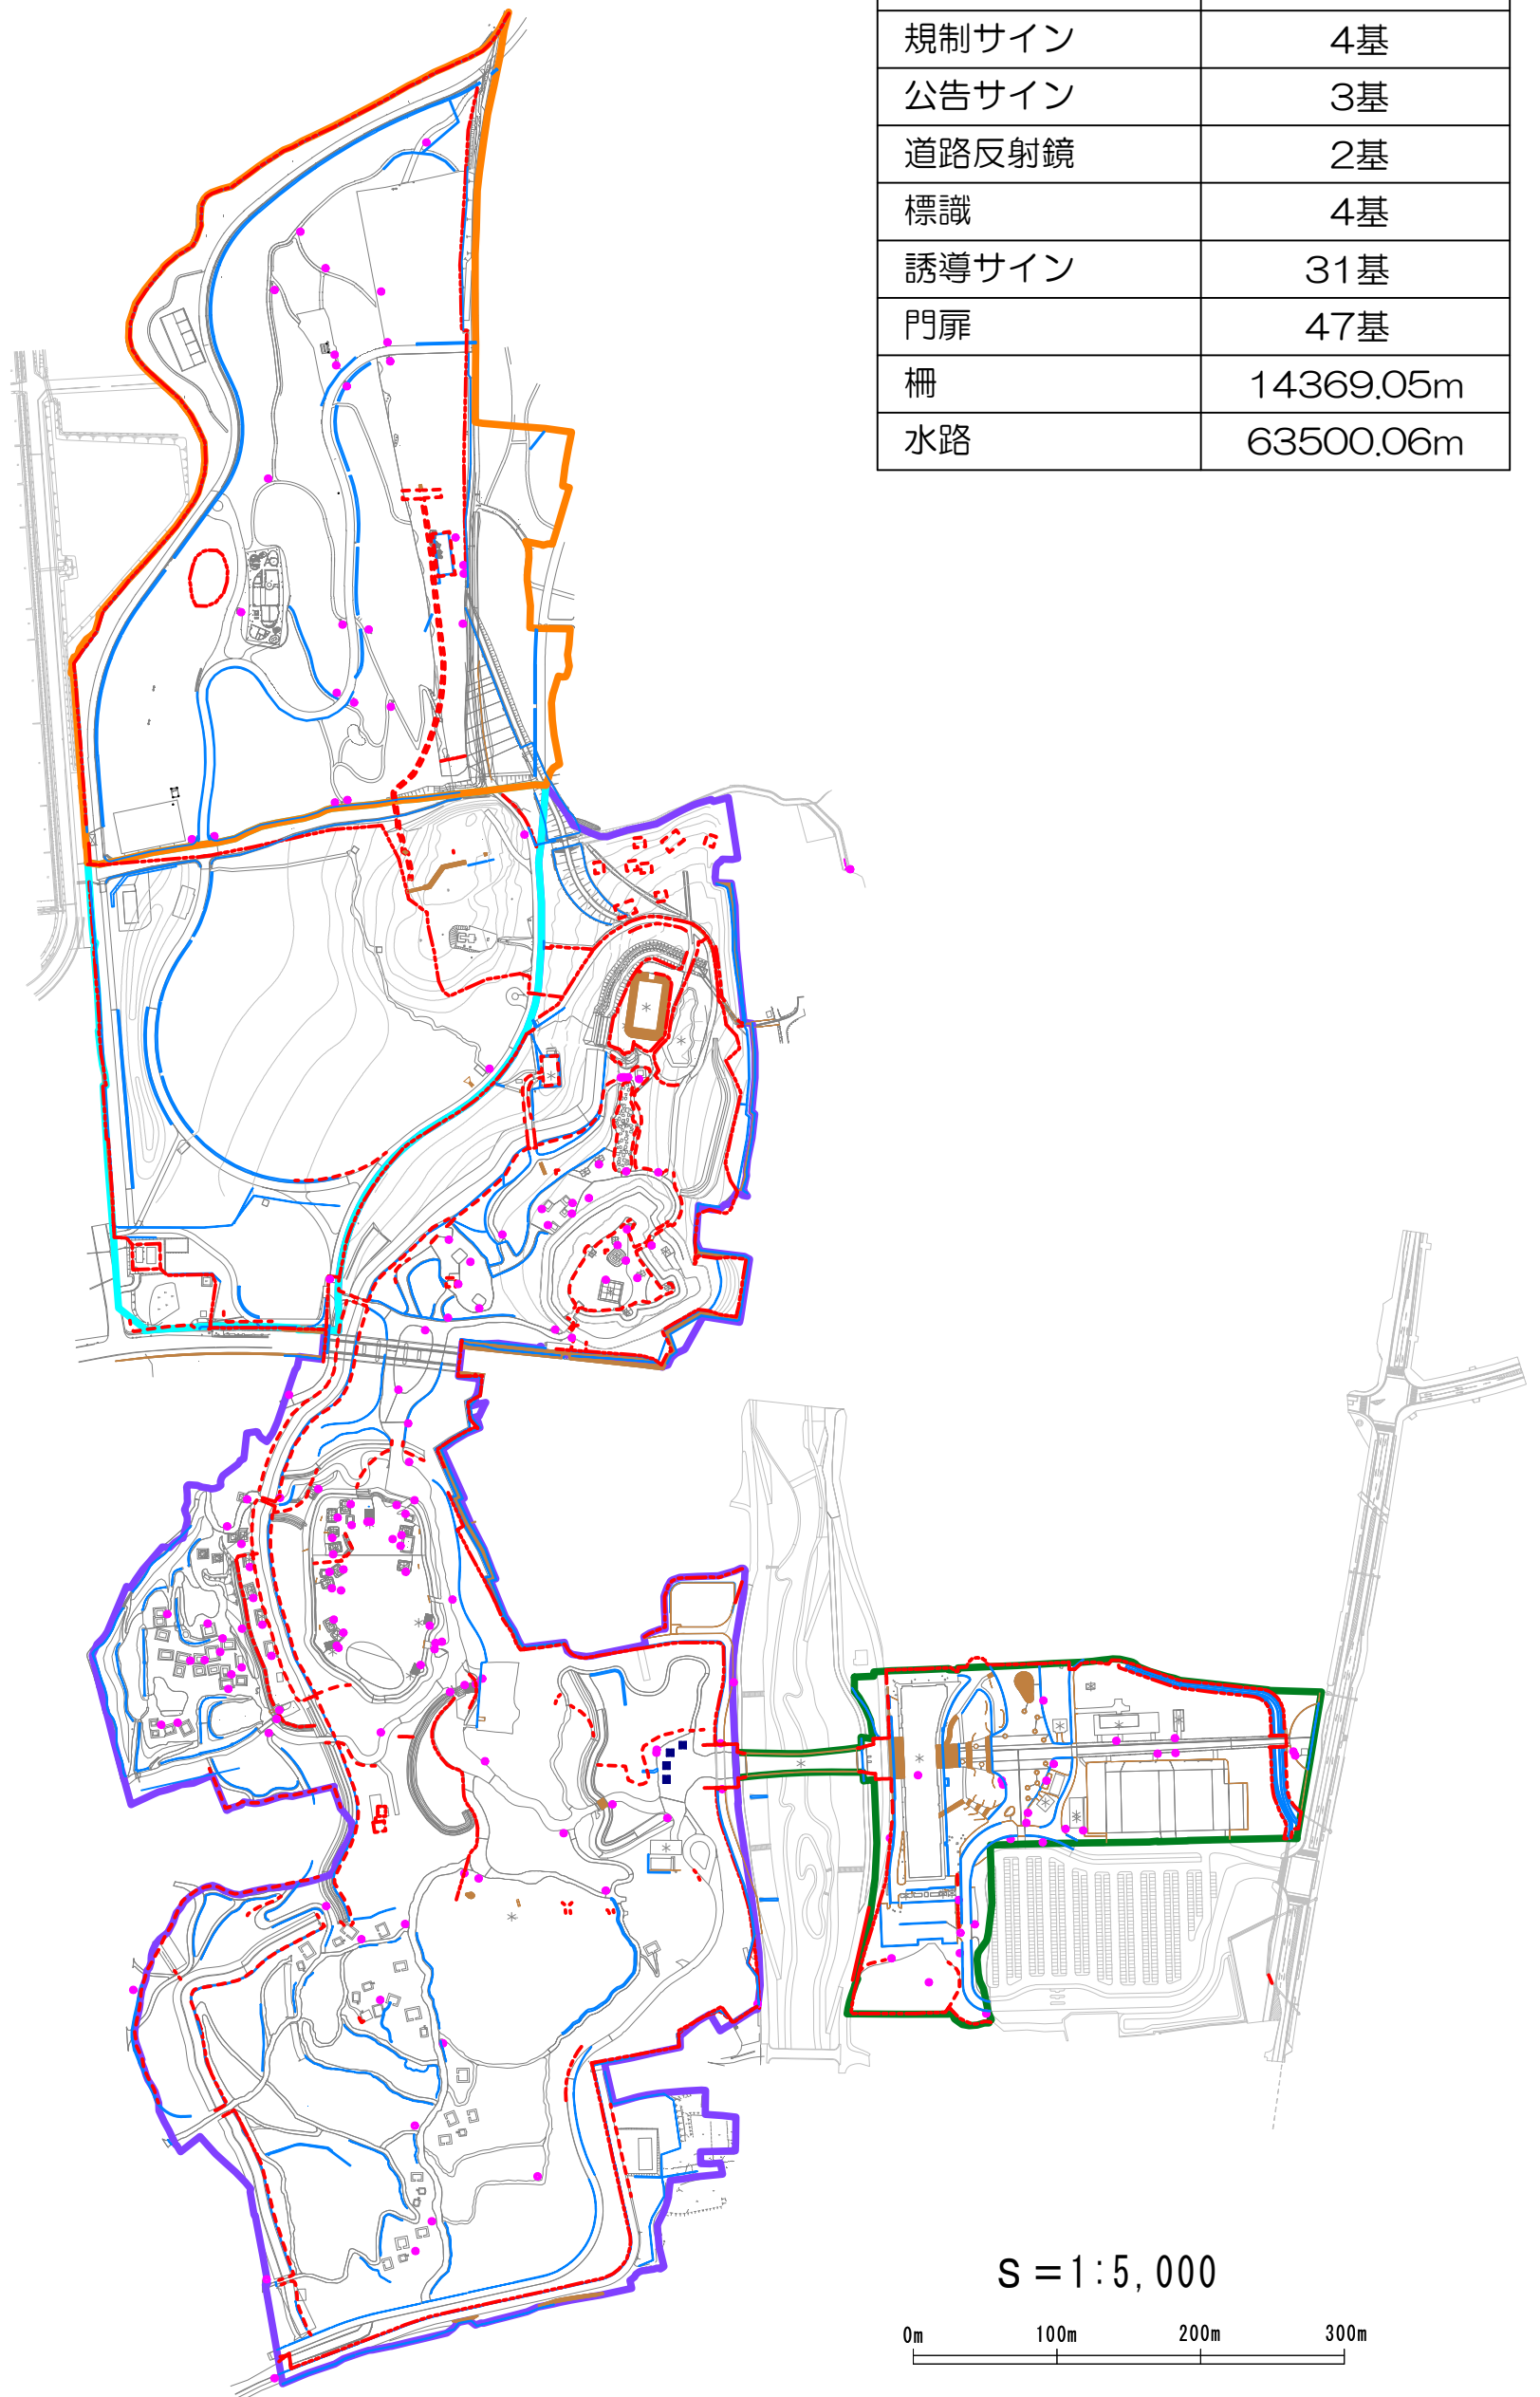 規制サイン 4基
公告サイン 3基
道路反射鏡 2基
標識 4基
誘導サイン 31基
門扉 47基
柵 14369.05m
水路 63500.06m
S=1:5,000
0m 100m 200m 300m